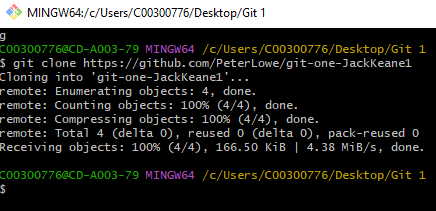 MINGW64:/c/Users/C00300776/Desktop/Git 1
g
C00300776@CD-A003-79 MINGW64 /c/Users/C00300776/Desktop/Git 1
$ git clone https://github.com/PeterLowe/git-one-JackKeane1
Cloning into 'git-one-JackKeane1'...
remote: Enumerating objects: 4, done.
remote: Counting objects: 100% (4/4), done.
remote: Compressing objects: 100% (4/4), done.
remote: Total 4 (delta 0), reused 0 (delta 0), pack-reused 0
Receiving objects: 100% (4/4), 166.50 KiB | 4.38 MiB/s, done.
C00300776@CD-A003-79 MINGW64 /c/Users/C00300776/Desktop/Git 1
$